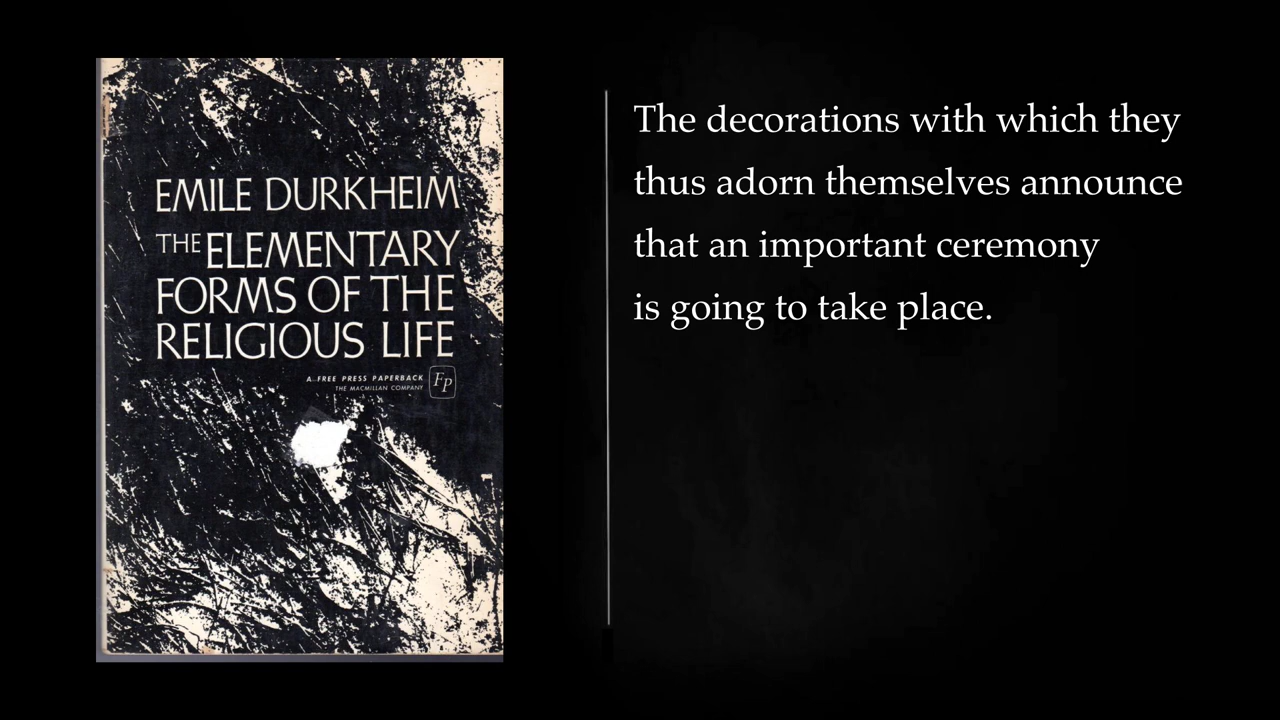 EMILE DURKHEIM
THE ELEMENTARY
FORMS OF THE
RELIGIOUS LIFE
A FREE PRESS PAPERBACK
THE MACMILLAN COMPANY
FP
The decorations with which they
thus adorn themselves announce
that an important ceremony
is going to take place.